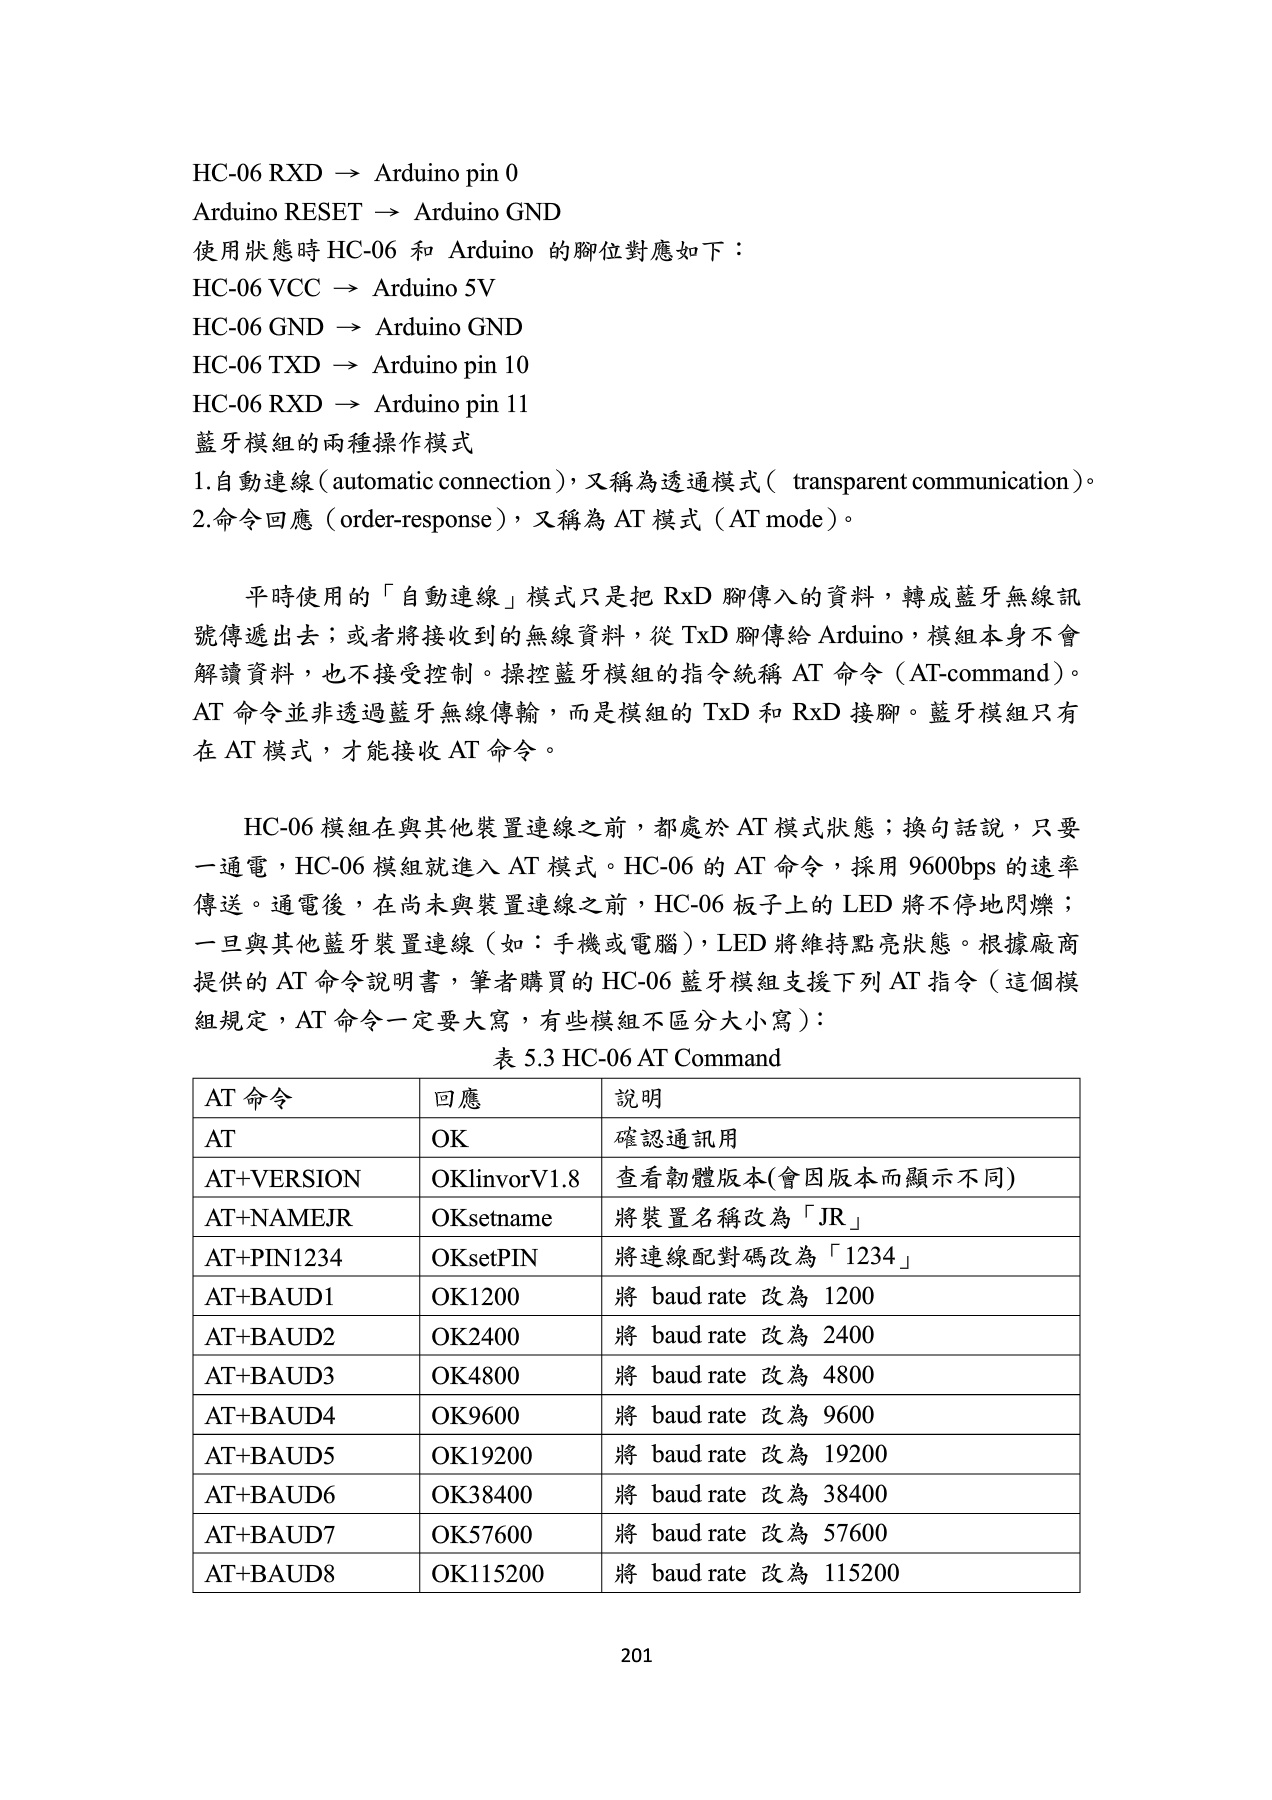 HC-06 RXD → Arduino pin 0
Arduino RESET → Arduino GND
使用狀態時 HC-06 和 Arduino 的腳位對應如下：
HC-06 VCC → Arduino 5V
HC-06 GND → Arduino GND
HC-06 TXD → Arduino pin 10
HC-06 RXD → Arduino pin 11
藍牙模組的兩種操作模式
1.自動連線（automatic connection），又稱為透通模式（ transparent communication）。
2.命令回應（order-response），又稱為 AT 模式（AT mode）。
平時使用的「自動連線」模式只是把 RxD 腳傳入的資料，轉成藍牙無線訊
號傳遞出去；或者將接收到的無線資料，從 TxD 腳傳給 Arduino，模組本身不會
解讀資料，也不接受控制。操控藍牙模組的指令統稱 AT 命令（AT-command）。
AT 命令並非透過藍牙無線傳輸，而是模組的 TxD 和 RxD 接腳。藍牙模組只有
在 AT 模式，才能接收 AT 命令。
HC-06 模組在與其他裝置連線之前，都處於 AT 模式狀態；換句話說，只要
一通電，HC-06 模組就進入 AT 模式。HC-06 的 AT 命令，採用 9600bps 的速率
傳送。通電後，在尚未與裝置連線之前，HC-06 板子上的 LED 將不停地閃爍；
一旦與其他藍牙裝置連線（如：手機或電腦），LED 將維持點亮狀態。根據廠商
提供的 AT 命令說明書，筆者購買的 HC-06 藍牙模組支援下列 AT 指令（這個模
組規定，AT 命令一定要大寫，有些模組不區分大小寫）：
表 5.3 HC-06 AT Command
AT 命令 回應 說明
AT OK 確認通訊用
AT+VERSION OKlinvorV1.8 查看韌體版本(會因版本而顯示不同)
AT+NAMEJR OKsetname 將裝置名稱改為「JR」
AT+PIN1234 OKsetPIN 將連線配對碼改為「1234」
AT+BAUD1 OK1200 將 baud rate 改為 1200
AT+BAUD2 OK2400 將 baud rate 改為 2400
AT+BAUD3 OK4800 將 baud rate 改為 4800
AT+BAUD4 OK9600 將 baud rate 改為 9600
AT+BAUD5 OK19200 將 baud rate 改為 19200
AT+BAUD6 OK38400 將 baud rate 改為 38400
AT+BAUD7 OK57600 將 baud rate 改為 57600
AT+BAUD8 OK115200 將 baud rate 改為 115200
201